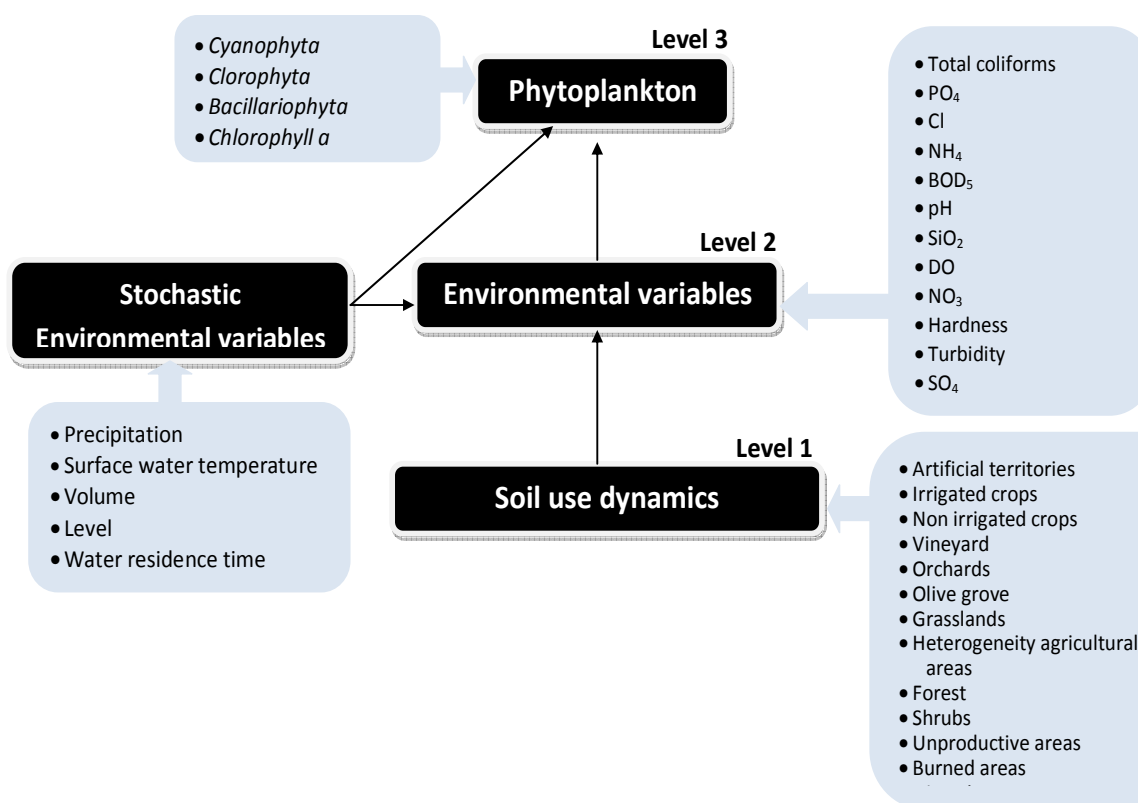 • Cyanophyta
• Clorophyta
• Bacillariophyta
• Chlorophyll a
Level 3
Phytoplankton
• Total coliforms
• PO₄
• Cl
• NH₄
• BOD₅
• pH
• SiO₂
• DO
• NO₃
• Hardness
• Turbidity
• SO₄
Level 2
Environmental variables
Stochastic
Environmental variables
• Precipitation
• Surface water temperature
• Volume
• Level
• Water residence time
Level 1
Soil use dynamics
• Artificial territories
• Irrigated crops
• Non irrigated crops
• Vineyard
• Orchards
• Olive grove
• Grasslands
• Heterogeneity agricultural
areas
• Forest
• Shrubs
• Unproductive areas
• Burned areas